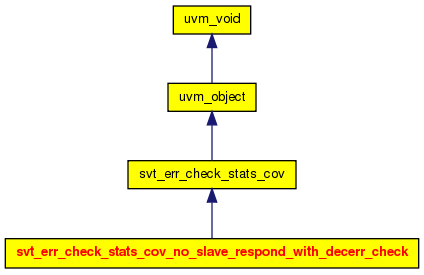 uvm_void
uvm_object
svt_err_check_stats_cov
svt_err_check_stats_cov_no_slave_respond_with_decerr_check